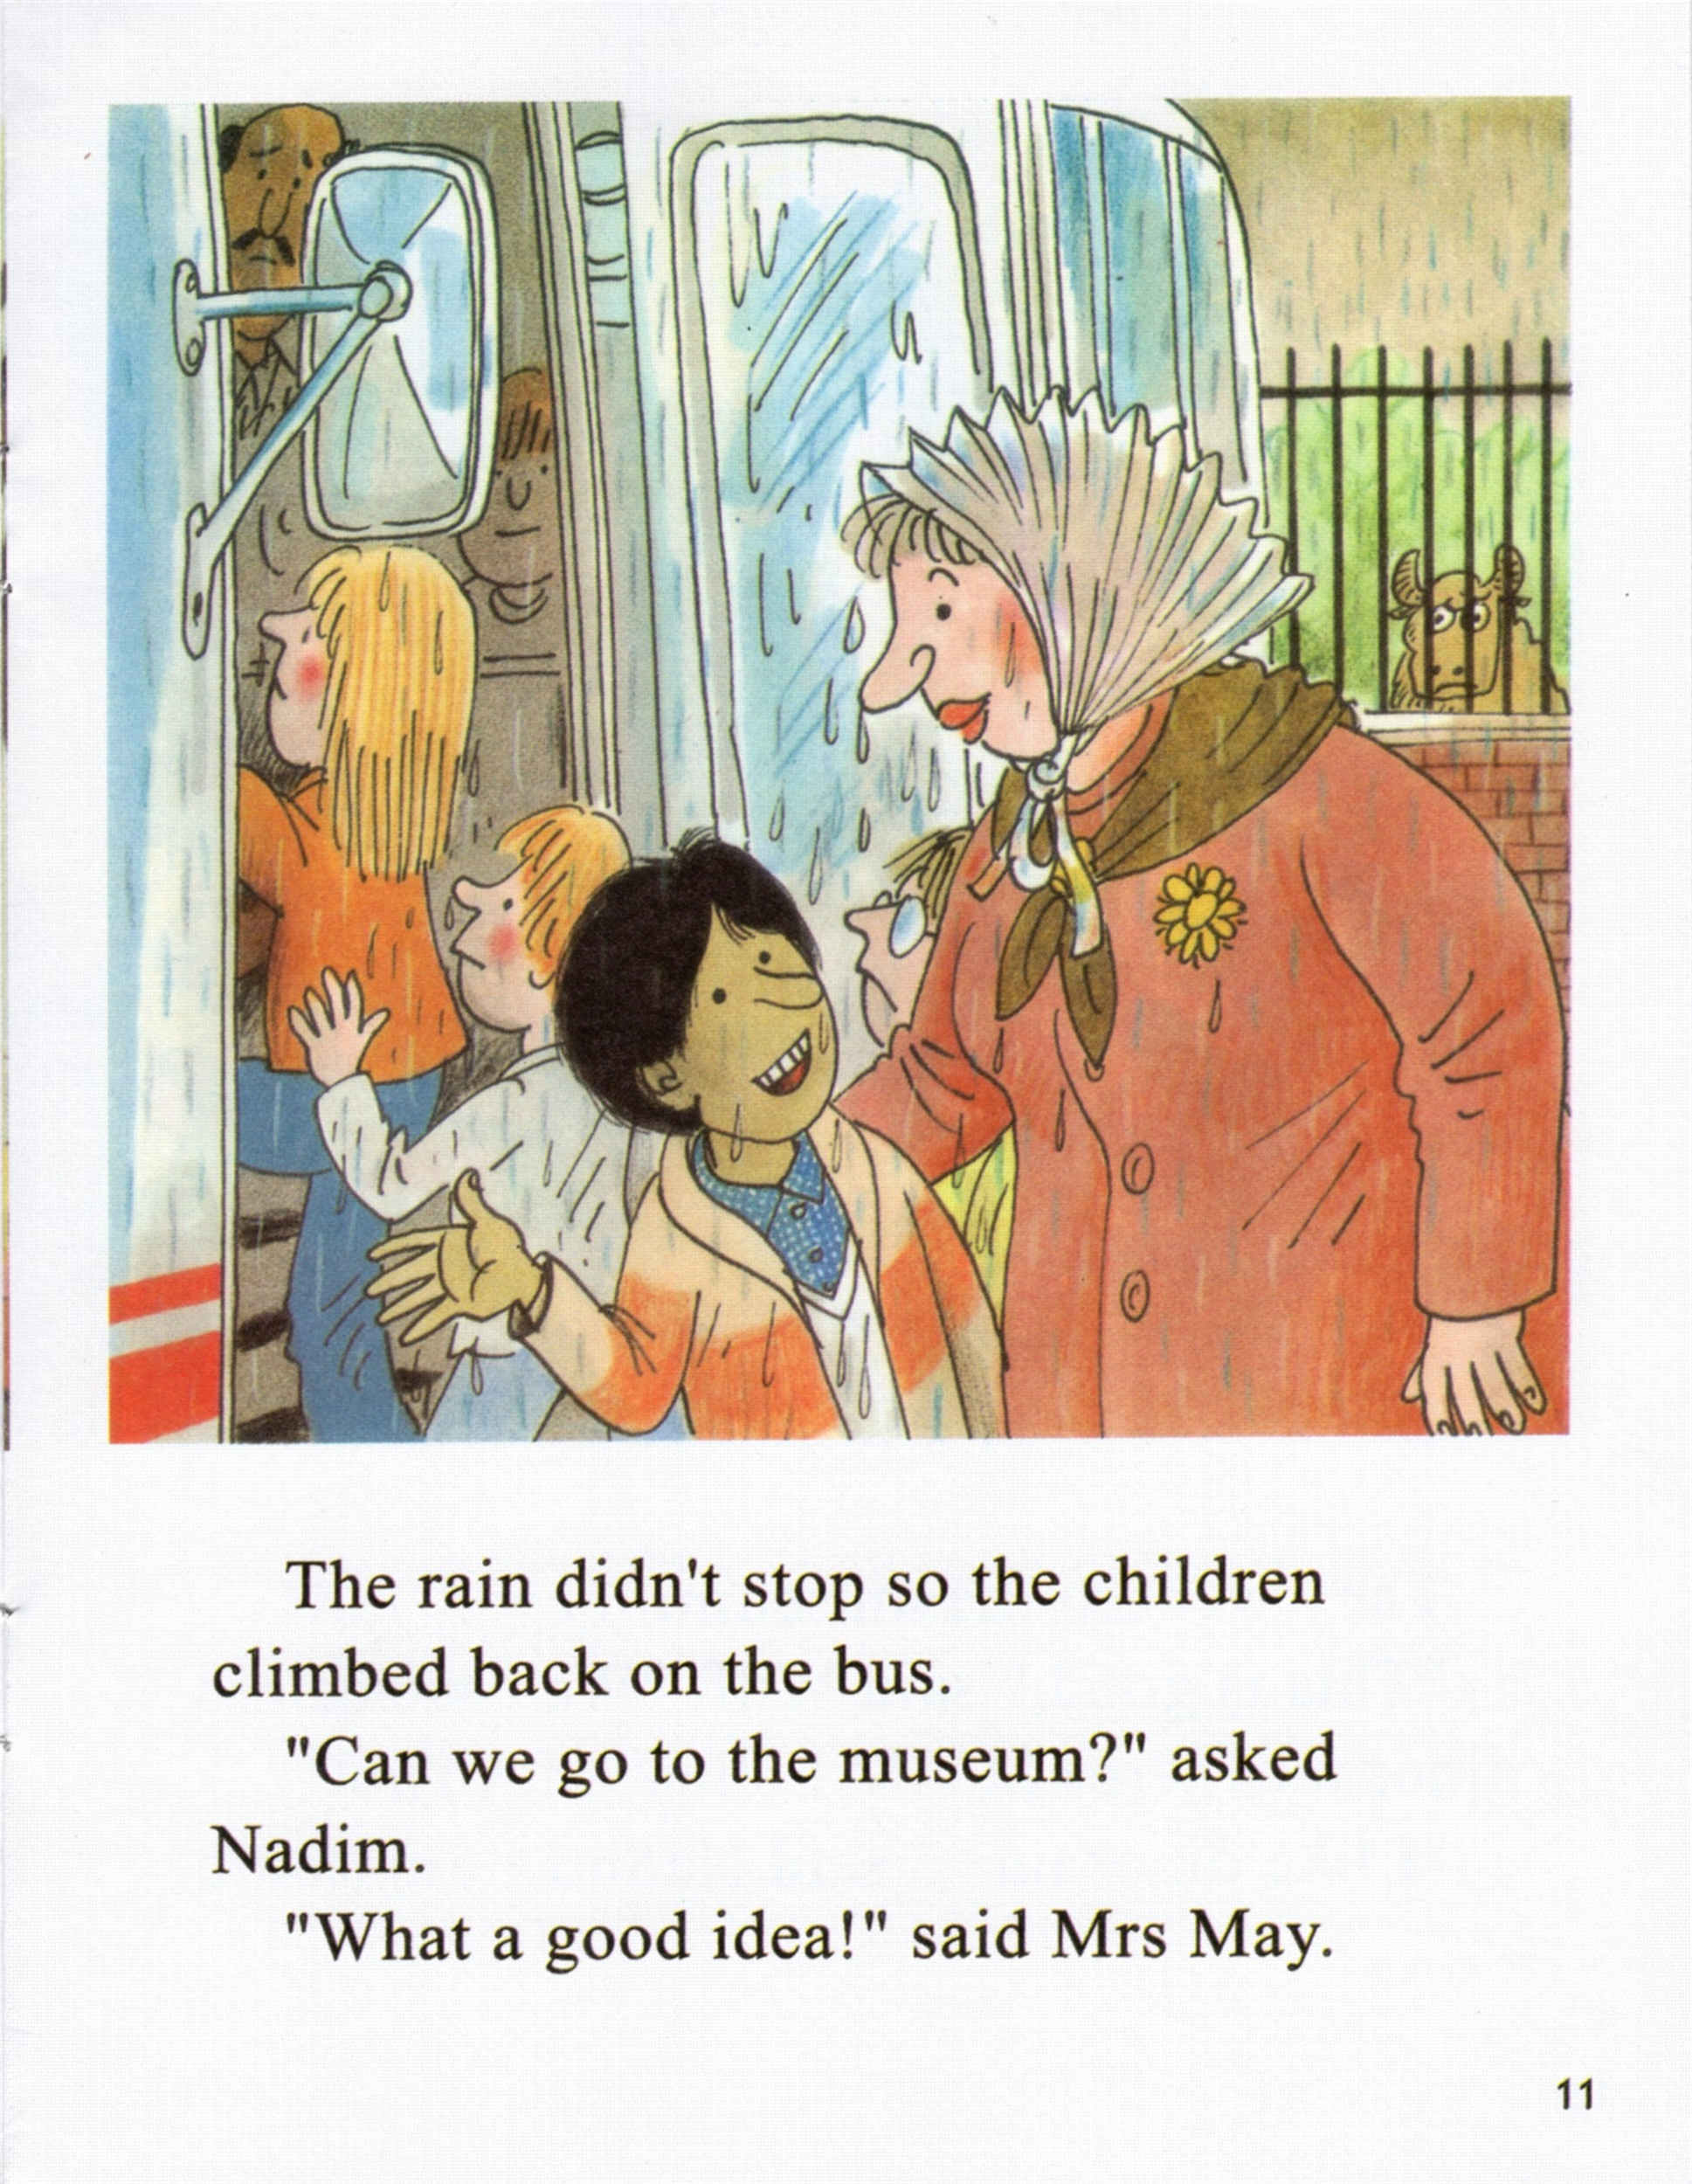 The rain didn't stop so the children
climbed back on the bus.
"Can we go to the museum?" asked
Nadim.
"What a good idea!" said Mrs May.
11